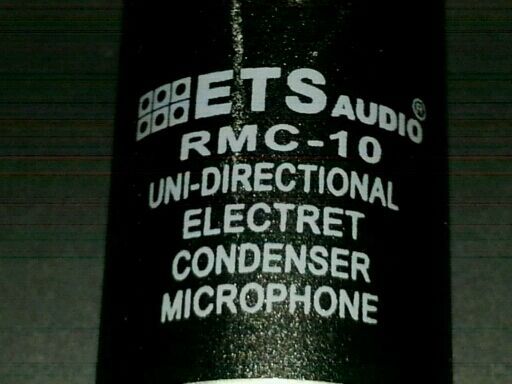 ETS AUDIO®
RMC-10
UNI-DIRECTIONAL
ELECTRET
CONDENSER
MICROPHONE